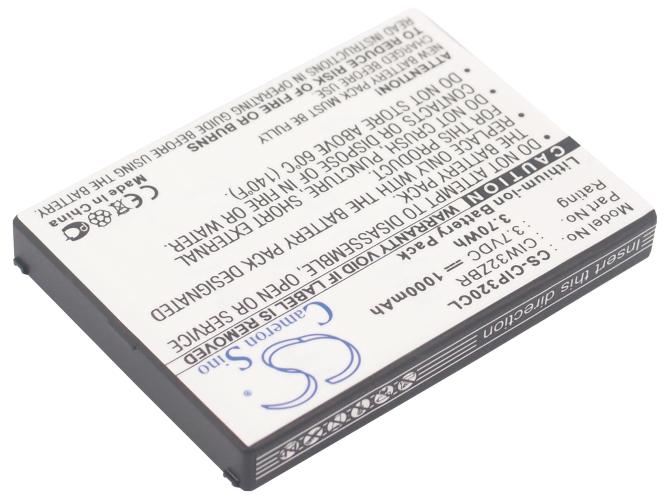 Model No.: CS-CIP320CL
Part No.: CIW32ZBR
Rating : 3.7VDC 1000mAh
3.70Wh
Lithium-ion Battery Pack
CAUTION WARRANTY VOID IF LABEL IS REMOVED
DO NOT ATTEMPT TO DISASSEMBLE BATTERY, OPEN OR SERVICE.
REPLACE ONLY WITH THE BATTERY PACK DESIGNATED
FOR THIS PRODUCT.
DO NOT CRUSH, PUNCTURE, SHORT EXTERNAL
CONTACTS OR DISPOSE OF IN FIRE OR WATER.
DO NOT STORE ABOVE 60°C (140°F).
ATTENTION!
NEW BATTERY PACK MUST BE FULLY
CHARGED BEFORE USE.
TO REDUCE RISK OF FIRE OR BURNS
READ INSTRUCTIONS IN OPERATING GUIDE BEFORE USING THE BATTERY.
CE
Made in China
CS
Cameron Sino
Insert this direction